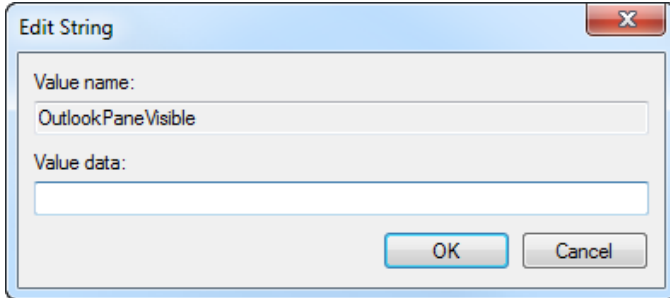 Edit String
Value name:
OutlookPaneVisible
Value data:
OK Cancel